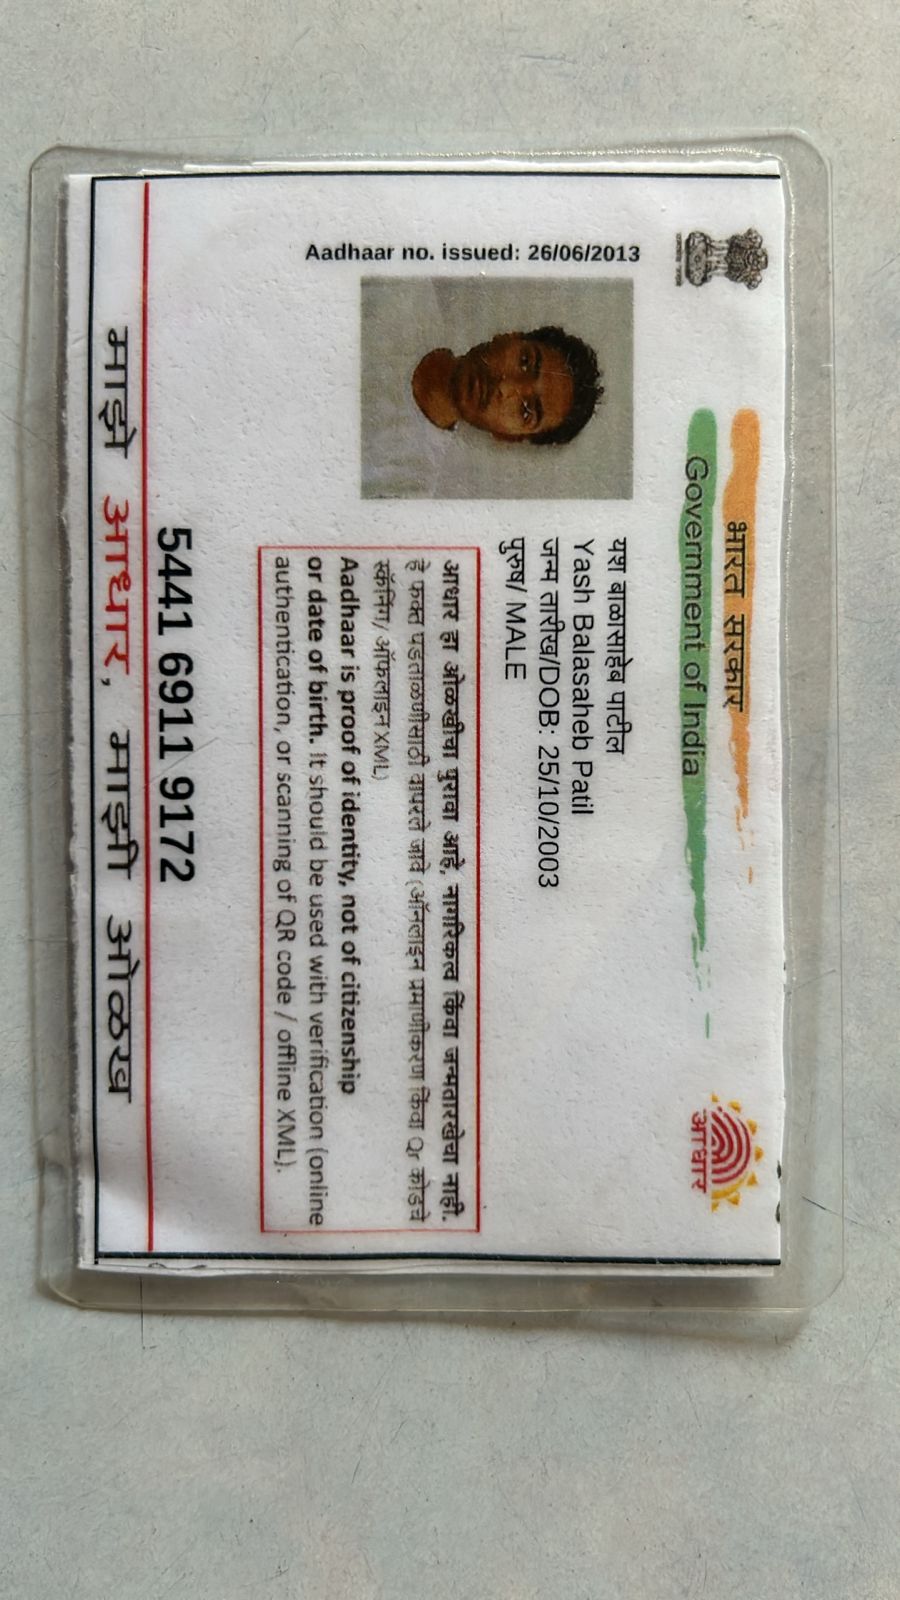 भारत सरकार
Government of India
आधार
Aadhaar no. issued: 26/06/2013
यश बाळासाहेब पाटील
Yash Balasaheb Patil
जन्म तारीख/DOB: 25/10/2003
पुरुष/ MALE
आधार हा ओळखीचा पुरावा आहे, नागरिकत्व किंवा जन्मतारखेचा नाही.
हे फक्त पडताळणीसाठी वापरले जावे (ऑनलाइन प्रमाणीकरण किंवा Qr कोडचे
स्कॅनिंग/ ऑफलाइन XML)
Aadhaar is proof of identity, not of citizenship
or date of birth. It should be used with verification (online
authentication, or scanning of QR code / offline XML).
5441 6911 9172
माझे आधार, माझी ओळख